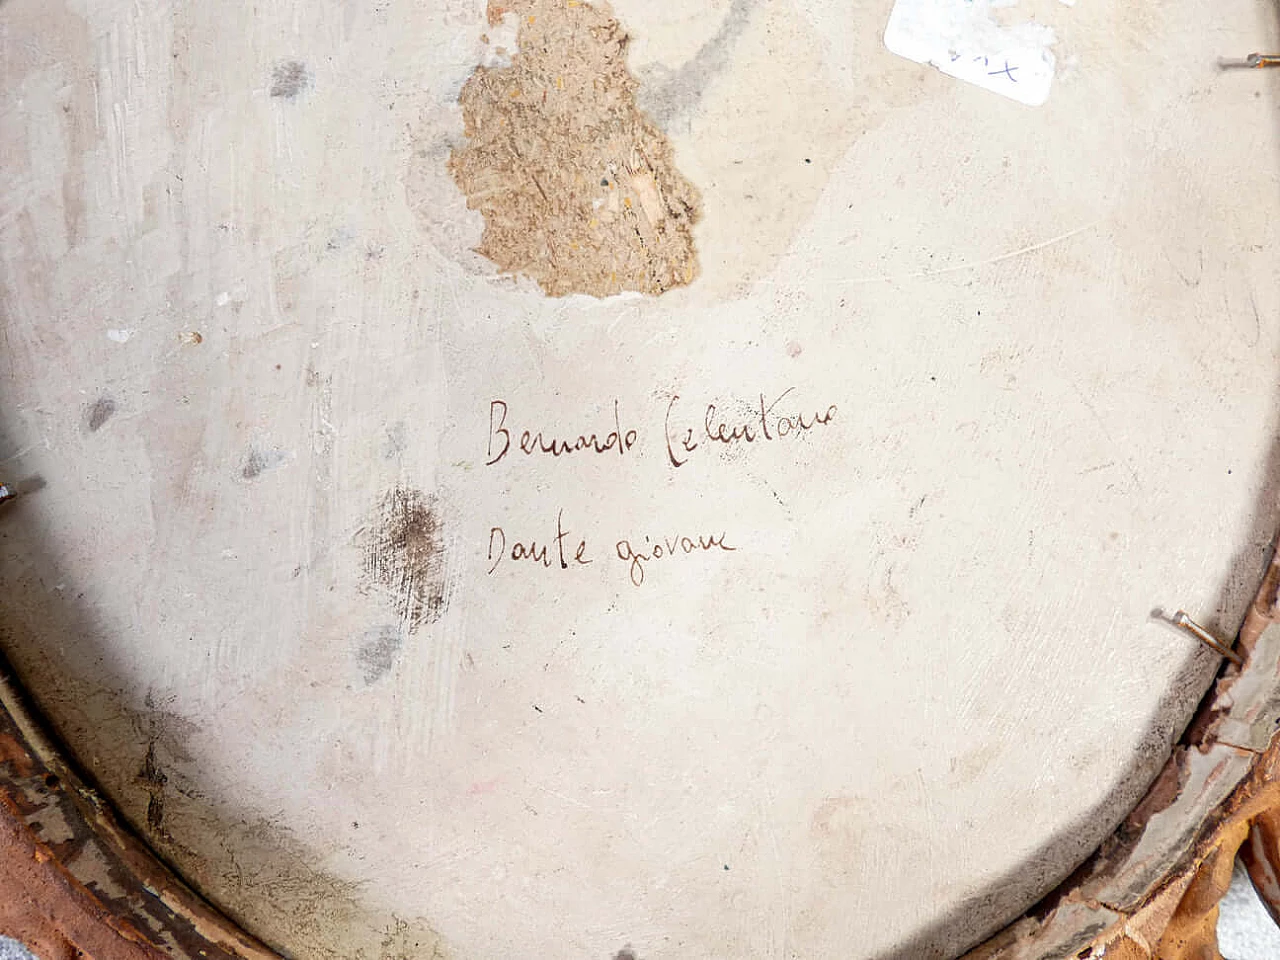 Bernardo Celentano
Dante giovane